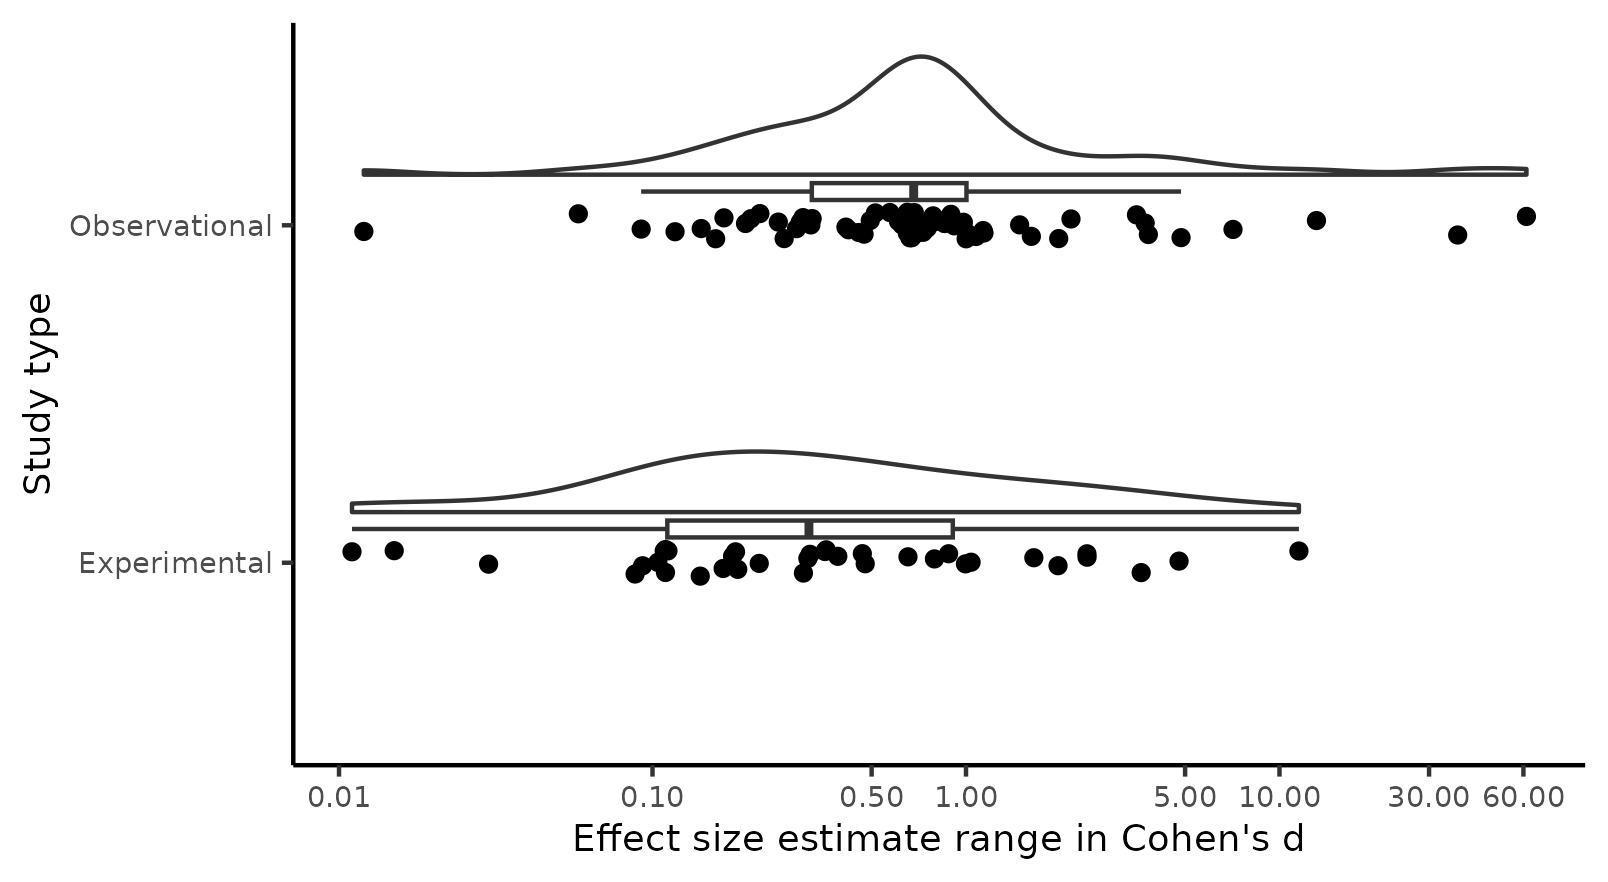 Study type
Observational
Experimental
0.01 0.10 0.50 1.00 5.00 10.00 30.00 60.00
Effect size estimate range in Cohen's d